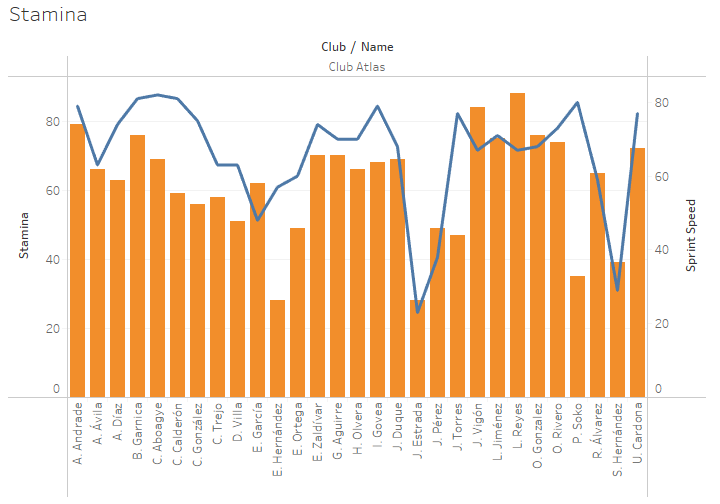 Stamina
Club / Name
Club Atlas
Stamina
80
60
40
20
0
Sprint Speed
80
60
40
20
0
A. Andrade
A. Ávila
A. Díaz
B. Garnica
C. Aboagye
C. Calderón
C. González
C. Trejo
D. Villa
E. García
E. Hernández
E. Ortega
E. Zaldívar
G. Aguirre
H. Olvera
I. Govea
J. Duque
J. Estrada
J. Pérez
J. Torres
J. Vigón
L. Jiménez
L. Reyes
O. Gonzalez
O. Rivero
P. Soko
R. Álvarez
S. Hernández
U. Cardona